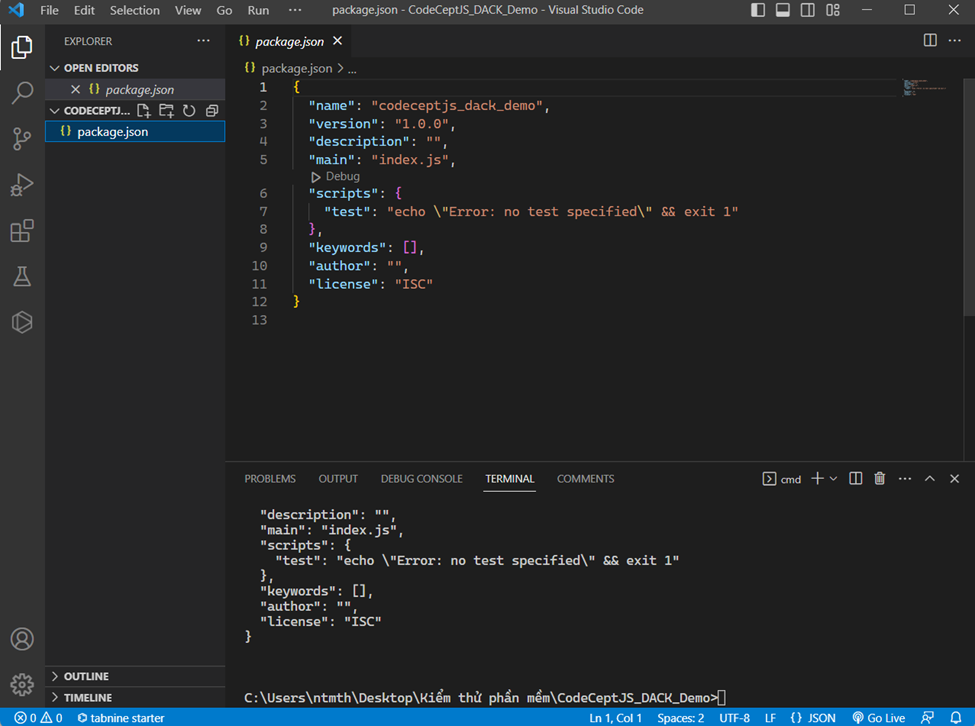 File Edit Selection View Go Run ··· package.json - CodeCeptJS_DACK_Demo - Visual Studio Code
EXPLORER ···
OPEN EDITORS
{} package.json
CODECEPTJ...
{} package.json
{} package.json
{} package.json > ...
1 {
2 "name": "codeceptjs_dack_demo",
3 "version": "1.0.0",
4 "description": "",
5 "main": "index.js",
Debug
6 "scripts": {
7 "test": "echo \"Error: no test specified\" && exit 1"
8 },
9 "keywords": [],
10 "author": "",
11 "license": "ISC"
12 }
13
PROBLEMS OUTPUT DEBUG CONSOLE TERMINAL COMMENTS cmd
"description": "",
"main": "index.js",
"scripts": {
"test": "echo \"Error: no test specified\" && exit 1"
},
"keywords": [],
"author": "",
"license": "ISC"
}
C:\Users\ntmth\Desktop\Kiểm thử phần mềm\CodeCeptJS_DACK_Demo>
OUTLINE
TIMELINE
0 0 tabnine starter Ln 1, Col 1 Spaces: 2 UTF-8 LF {} JSON Go Live